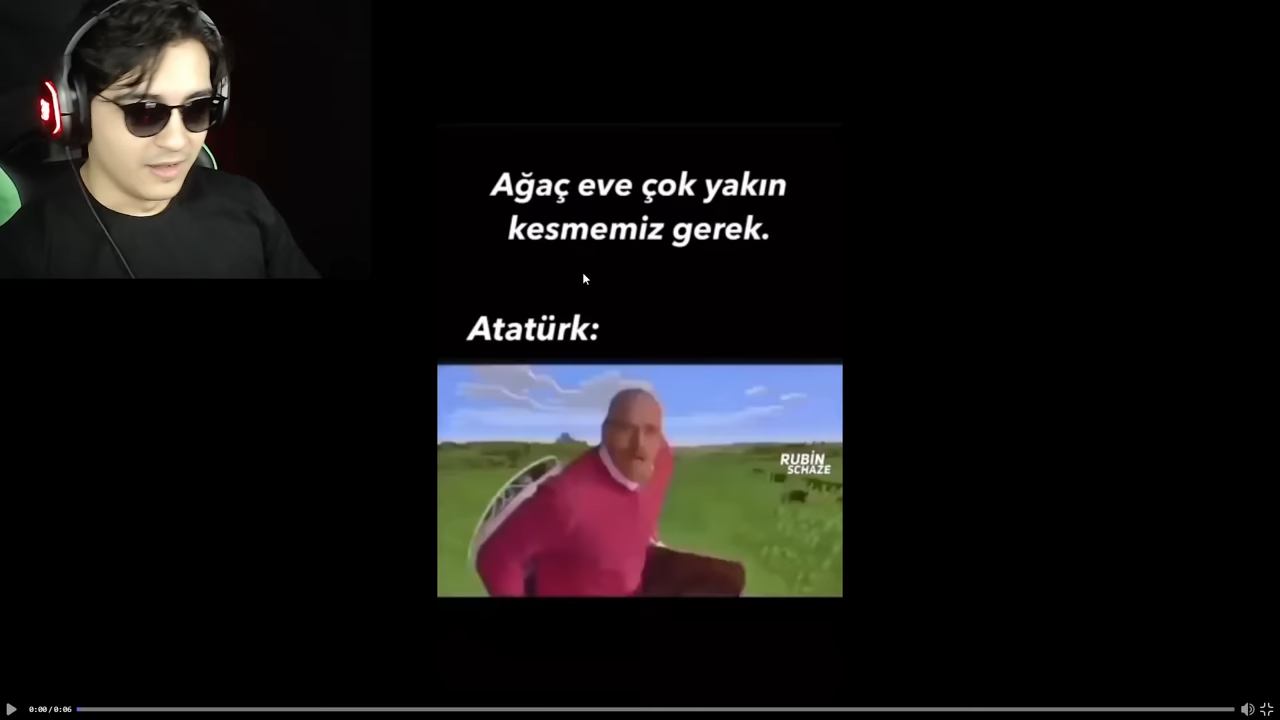 Ağaç eve çok yakın
kesmemiz gerek.
Atatürk:
RUBİN
SCHAZE
0:00/0:06